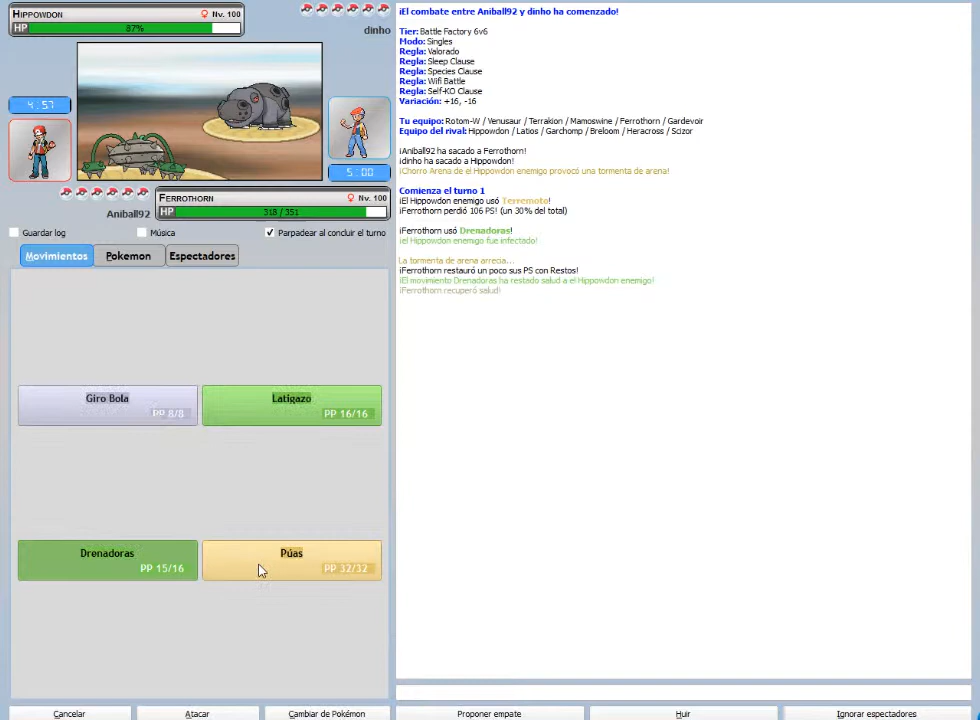 HIPPOWDON Nv. 100
HP 87%
dinho
4:57
5:00
FERROTHORN Nv. 100
HP 318 / 351
Aniball92
Guardar log Música Parpadear al concluir el turno
Movimientos Pokemon Espectadores
Giro Bola
PP 8/8
Latigazo
PP 16/16
Drenadoras
PP 15/16
Púas
PP 32/32
Cancelar Atacar Cambiar de Pokémon
¡El combate entre Aniball92 y dinho ha comenzado!
Tier: Battle Factory 6v6
Modo: Singles
Regla: Valorado
Regla: Sleep Clause
Regla: Species Clause
Regla: Wifi Battle
Regla: Self-KO Clause
Variación: +16, -16
Tu equipo: Rotom-W / Venusaur / Terrakion / Mamoswine / Ferrothorn / Gardevoir
Equipo del rival: Hippowdon / Latios / Garchomp / Breloom / Heracross / Scizor
¡Aniball92 ha sacado a Ferrothorn!
¡dinho ha sacado a Hippowdon!
¡Chorro Arena de el Hippowdon enemigo provocó una tormenta de arena!
Comienza el turno 1
¡El Hippowdon enemigo usó Terremoto!
¡Ferrothorn perdió 106 PS! (un 30% del total)
¡Ferrothorn usó Drenadoras!
¡el Hippowdon enemigo fue infectado!
La tormenta de arena arrecia...
¡Ferrothorn restauró un poco sus PS con Restos!
¡El movimiento Drenadoras ha restado salud a el Hippowdon enemigo!
¡Ferrothorn recuperó salud!
Proponer empate Huir Ignorar espectadores